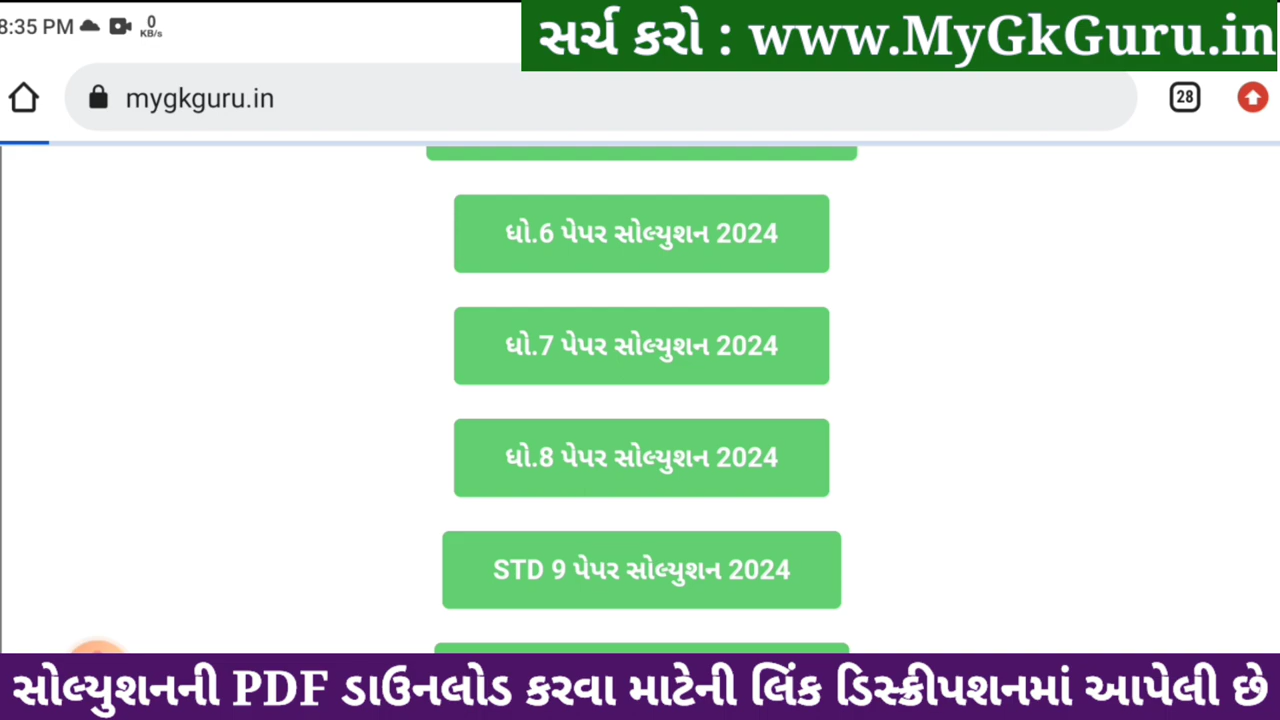 8:35 PM 0 KB/s
સર્ચ કરો : www.MyGkGuru.in
mygkguru.in
28
ધો.6 પેપર સોલ્યુશન 2024
ધો.7 પેપર સોલ્યુશન 2024
ધો.8 પેપર સોલ્યુશન 2024
STD 9 પેપર સોલ્યુશન 2024
સોલ્યુશનની PDF ડાઉનલોડ કરવા માટેની લિંક ડિસ્ક્રીપશનમાં આપેલી છે